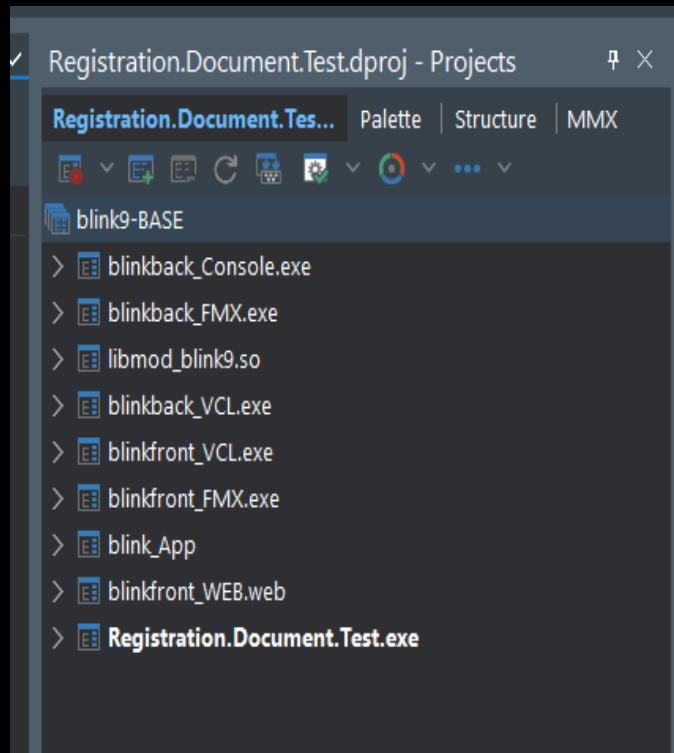 Registration.Document.Test.dproj - Projects
Registration.Document.Tes... Palette Structure MMX
blink9-BASE
blinkback_Console.exe
blinkback_FMX.exe
libmod_blink9.so
blinkback_VCL.exe
blinkfront_VCL.exe
blinkfront_FMX.exe
blink_App
blinkfront_WEB.web
Registration.Document.Test.exe